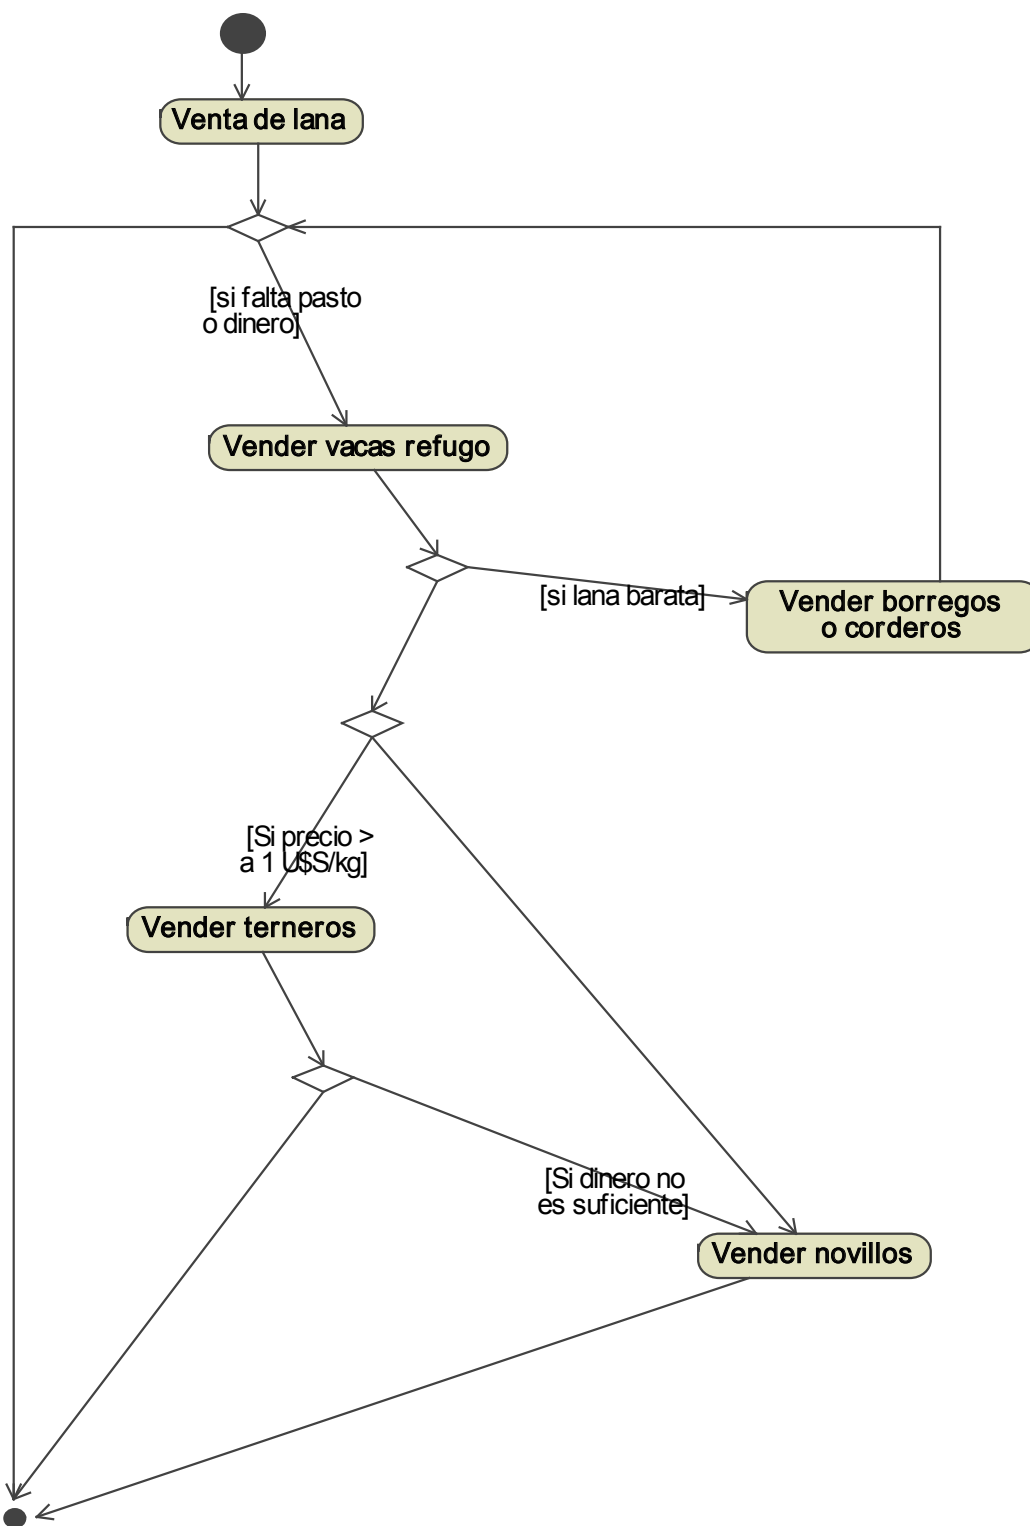 Venta de lana
[si falta pasto
o dinero]
Vender vacas refugo
[si lana barata]
Vender borregos
o corderos
[Si precio >
a 1 U$S/kg]
Vender terneros
[Si dinero no
es suficiente]
Vender novillos